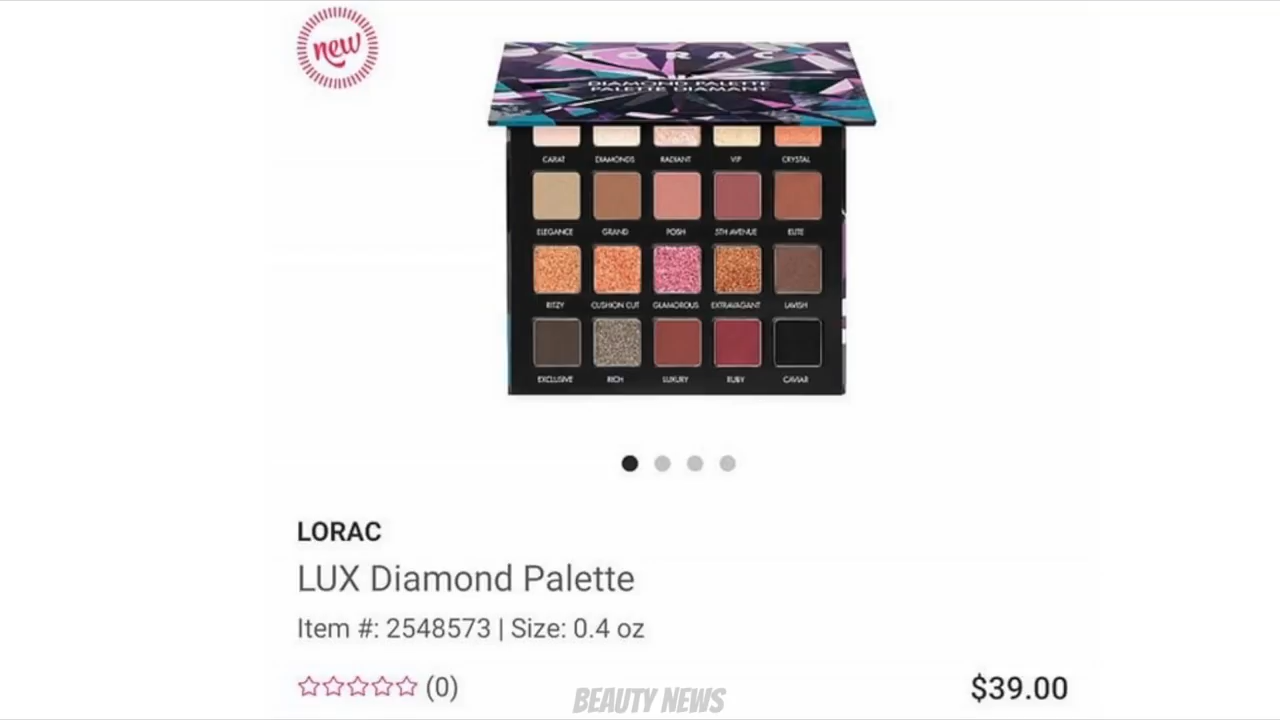 new
LORAC
DIAMOND PALETTE
PALETTE DIAMANT
CARAT DIAMONDS RADIANT VIP CRYSTAL
ELEGANCE GRAND POSH 5TH AVENUE ELITE
RITZY CUSHION CUT GLAMOROUS EXTRAVAGANT LAVISH
EXCLUSIVE RICH LUXURY RUBY CAVIAR
LORAC
LUX Diamond Palette
Item #: 2548573 | Size: 0.4 oz
(0)
$39.00
BEAUTY NEWS